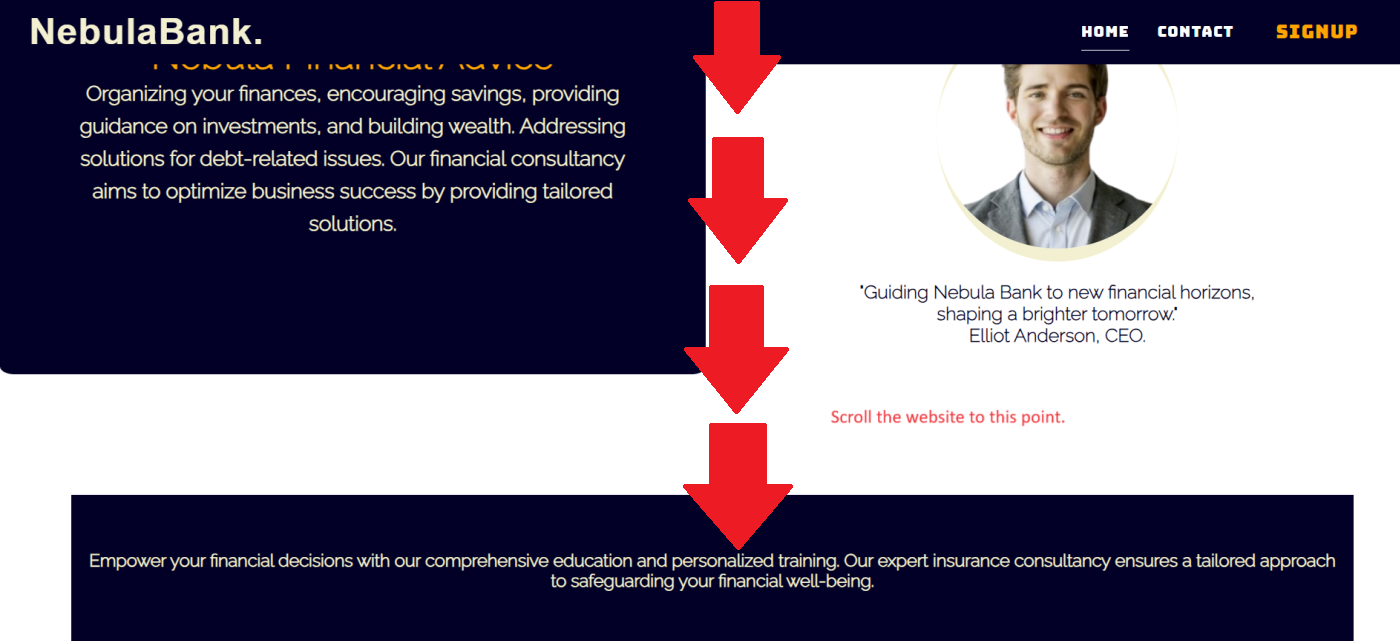 NebulaBank.
HOME CONTACT SIGNUP
Nebula Financial Advice
Organizing your finances, encouraging savings, providing
guidance on investments, and building wealth. Addressing
solutions for debt-related issues. Our financial consultancy
aims to optimize business success by providing tailored
solutions.
"Guiding Nebula Bank to new financial horizons,
shaping a brighter tomorrow."
Elliot Anderson, CEO.
Scroll the website to this point.
Empower your financial decisions with our comprehensive education and personalized training. Our expert insurance consultancy ensures a tailored approach
to safeguarding your financial well-being.